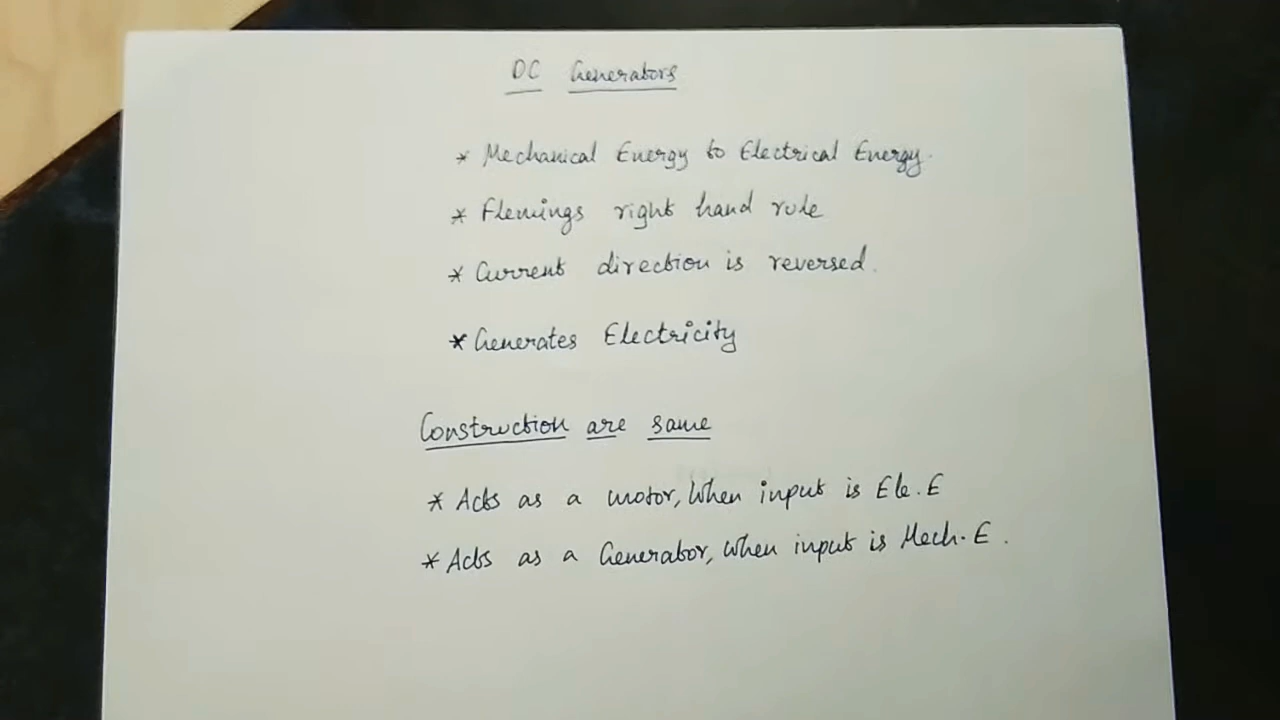 DC Generators
* Mechanical Energy to Electrical Energy.
* Flemings right hand rule
* Current direction is reversed.
* Generates Electricity
Construction are same
* Acts as a motor, When input is Ele.E
* Acts as a Generator, When input is Mech.E.